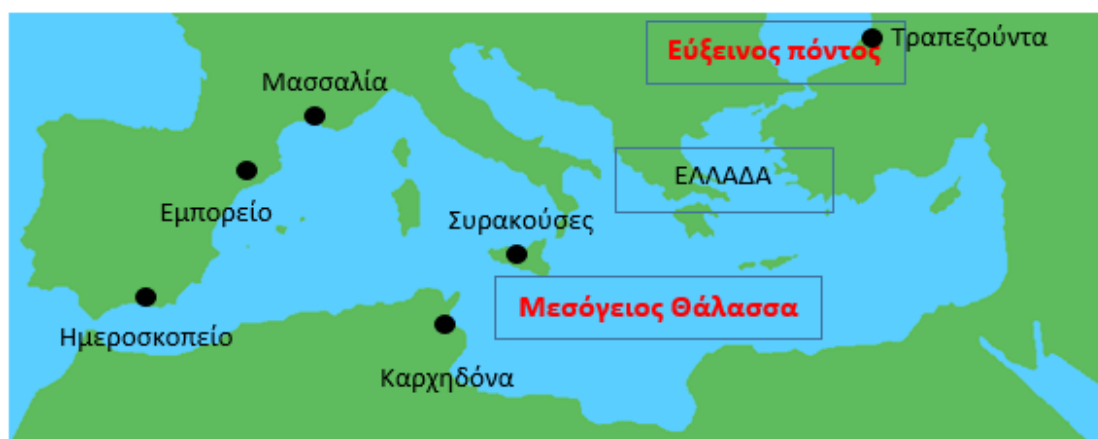 Εύξεινος πόντος
Τραπεζούντα
Μασσαλία
ΕΛΛΑΔΑ
Εμπορείο
Συρακούσες
Μεσόγειος Θάλασσα
Ημεροσκοπείο
Καρχηδόνα